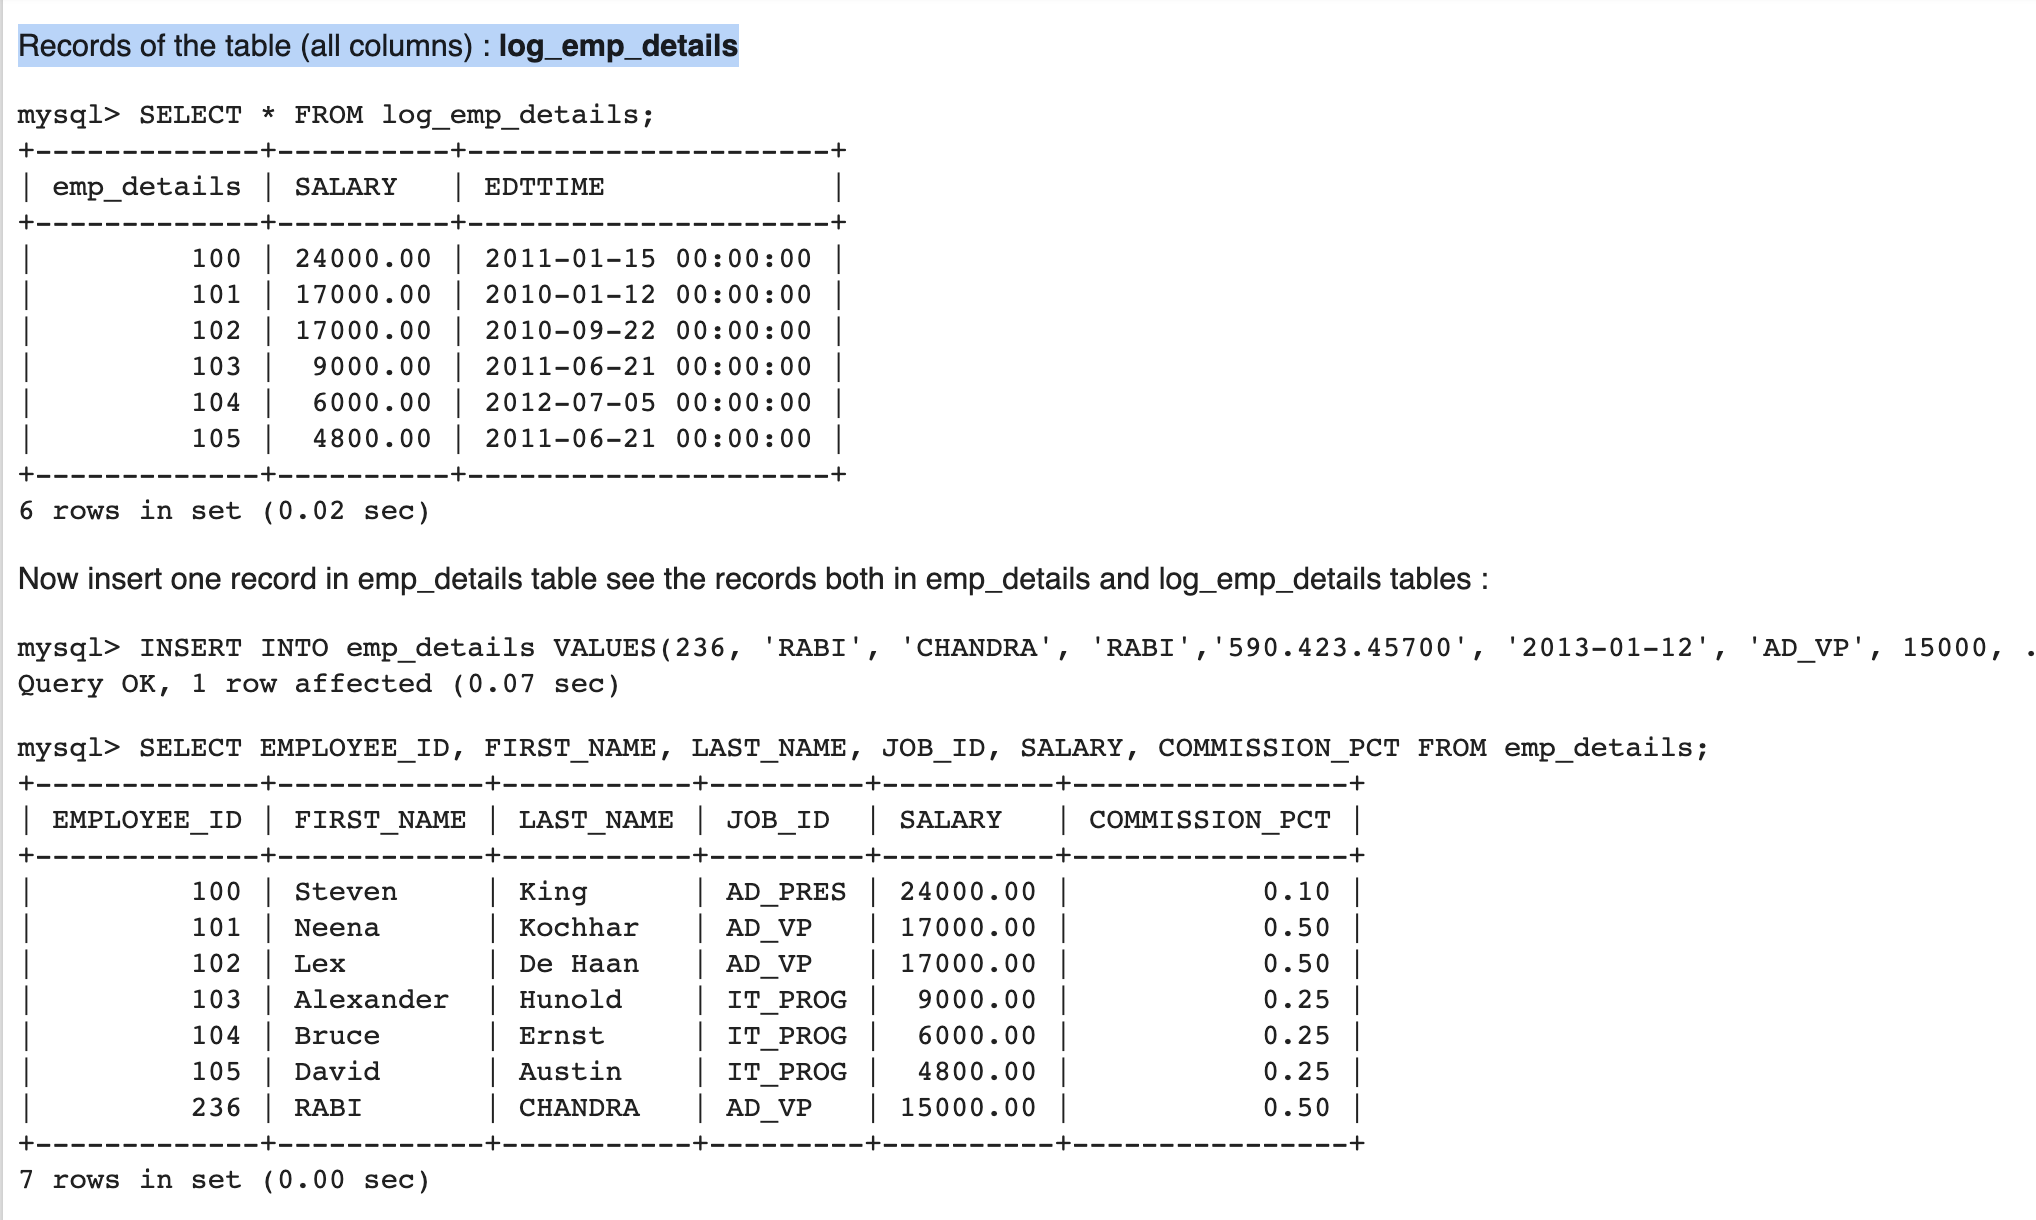 Records of the table (all columns) : log_emp_details
mysql> SELECT * FROM log_emp_details;
+-------------+----------+---------------------+
| emp_details | SALARY   | EDTTIME             |
+-------------+----------+---------------------+
|         100 | 24000.00 | 2011-01-15 00:00:00 |
|         101 | 17000.00 | 2010-01-12 00:00:00 |
|         102 | 17000.00 | 2010-09-22 00:00:00 |
|         103 |  9000.00 | 2011-06-21 00:00:00 |
|         104 |  6000.00 | 2012-07-05 00:00:00 |
|         105 |  4800.00 | 2011-06-21 00:00:00 |
+-------------+----------+---------------------+
6 rows in set (0.02 sec)
Now insert one record in emp_details table see the records both in emp_details and log_emp_details tables :
mysql> INSERT INTO emp_details VALUES(236, 'RABI', 'CHANDRA', 'RABI','590.423.45700', '2013-01-12', 'AD_VP', 15000, .
Query OK, 1 row affected (0.07 sec)
mysql> SELECT EMPLOYEE_ID, FIRST_NAME, LAST_NAME, JOB_ID, SALARY, COMMISSION_PCT FROM emp_details;
+-------------+------------+-----------+---------+----------+----------------+
| EMPLOYEE_ID | FIRST_NAME | LAST_NAME | JOB_ID  | SALARY   | COMMISSION_PCT |
+-------------+------------+-----------+---------+----------+----------------+
|         100 | Steven     | King      | AD_PRES | 24000.00 |           0.10 |
|         101 | Neena      | Kochhar   | AD_VP   | 17000.00 |           0.50 |
|         102 | Lex        | De Haan   | AD_VP   | 17000.00 |           0.50 |
|         103 | Alexander  | Hunold    | IT_PROG |  9000.00 |           0.25 |
|         104 | Bruce      | Ernst     | IT_PROG |  6000.00 |           0.25 |
|         105 | David      | Austin    | IT_PROG |  4800.00 |           0.25 |
|         236 | RABI       | CHANDRA   | AD_VP   | 15000.00 |           0.50 |
+-------------+------------+-----------+---------+----------+----------------+
7 rows in set (0.00 sec)